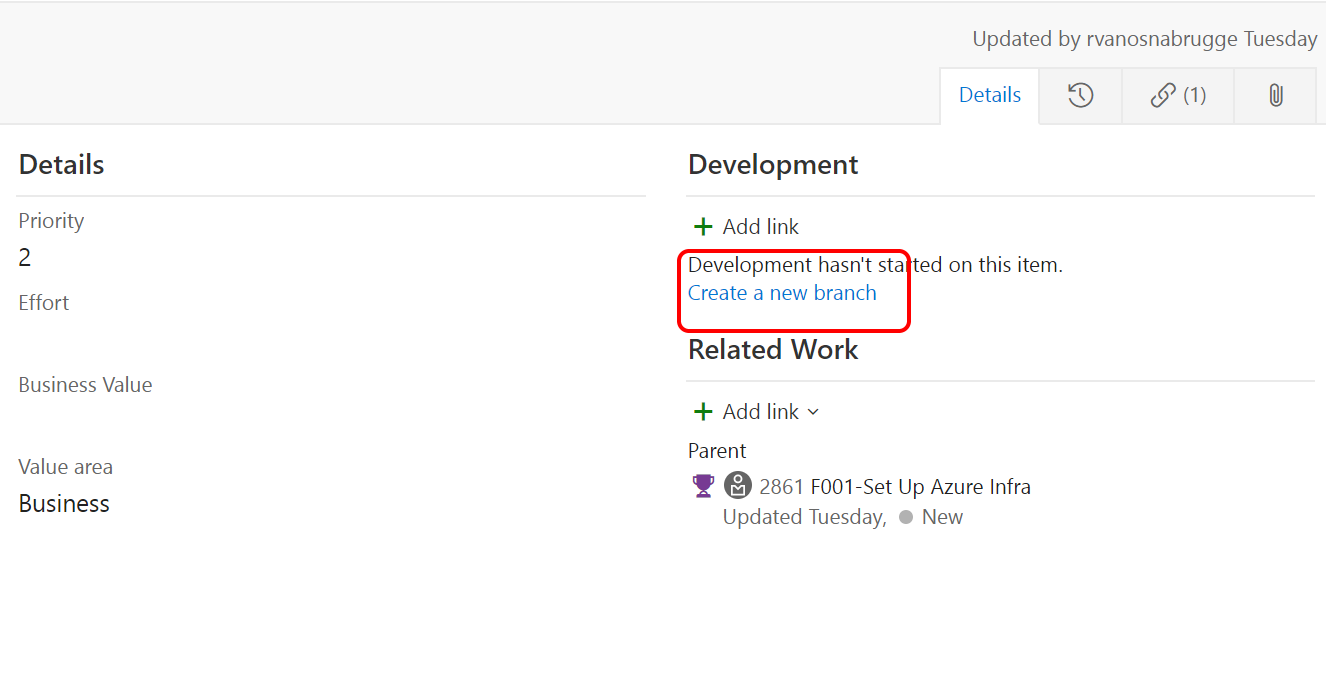 Updated by rvanosnabrugge Tuesday
Details
(1)
Details
Priority
2
Effort
Business Value
Value area
Business
Development
Add link
Development hasn't started on this item.
Create a new branch
Related Work
Add link
Parent
2861 F001-Set Up Azure Infra
Updated Tuesday, New